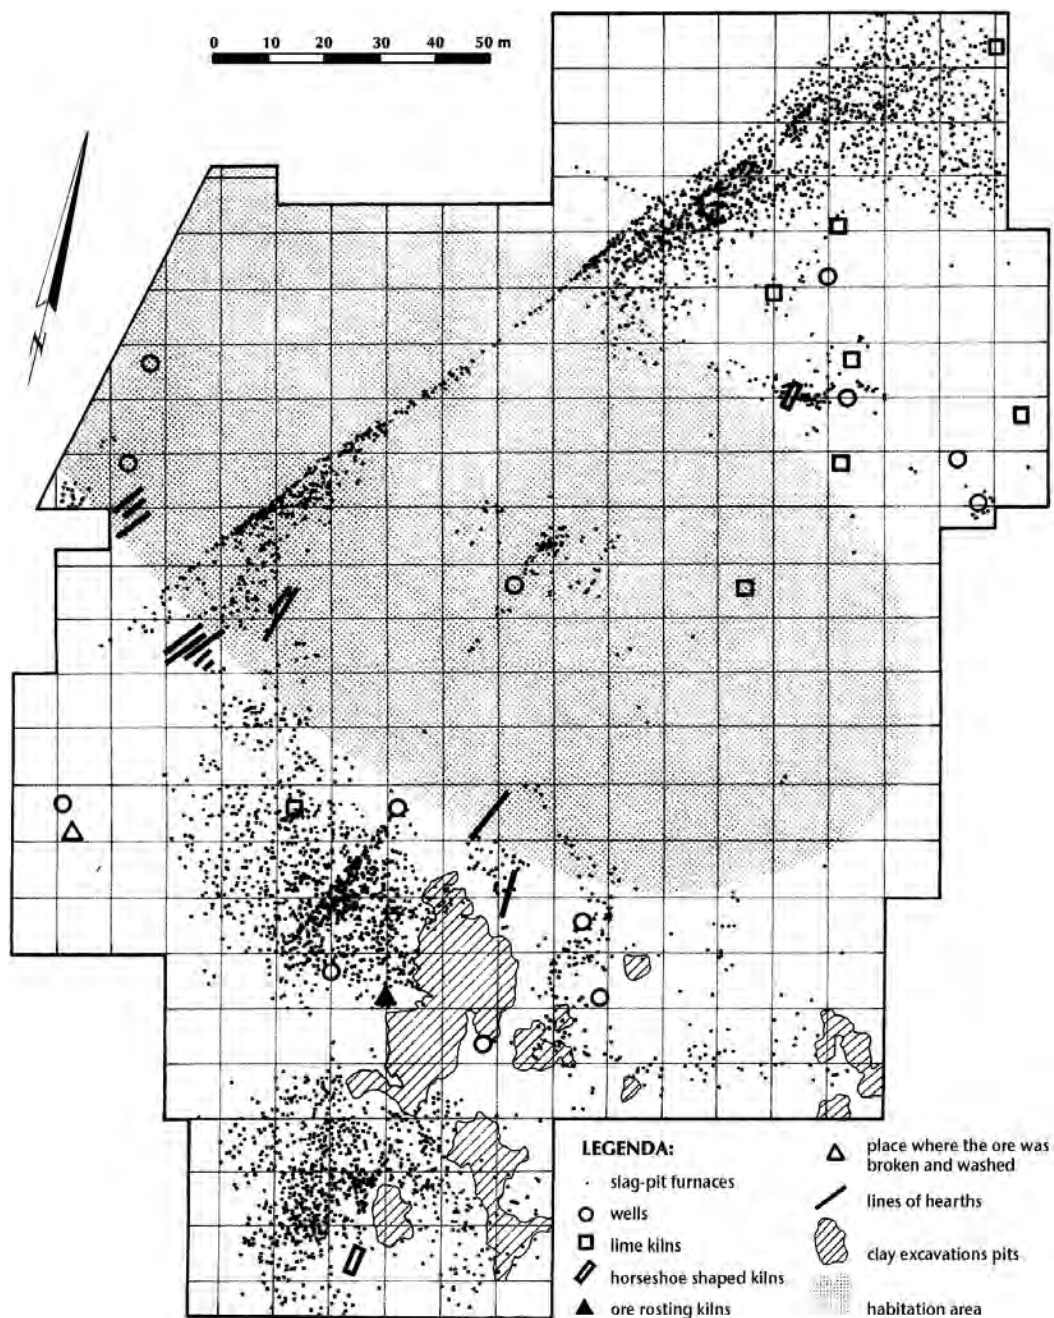 0 10 20 30 40 50 m
N
LEGENDA:
slag-pit furnaces
wells
lime kilns
horseshoe shaped kilns
ore rosting kilns
place where the ore was
broken and washed
lines of hearths
clay excavations pits
habitation area